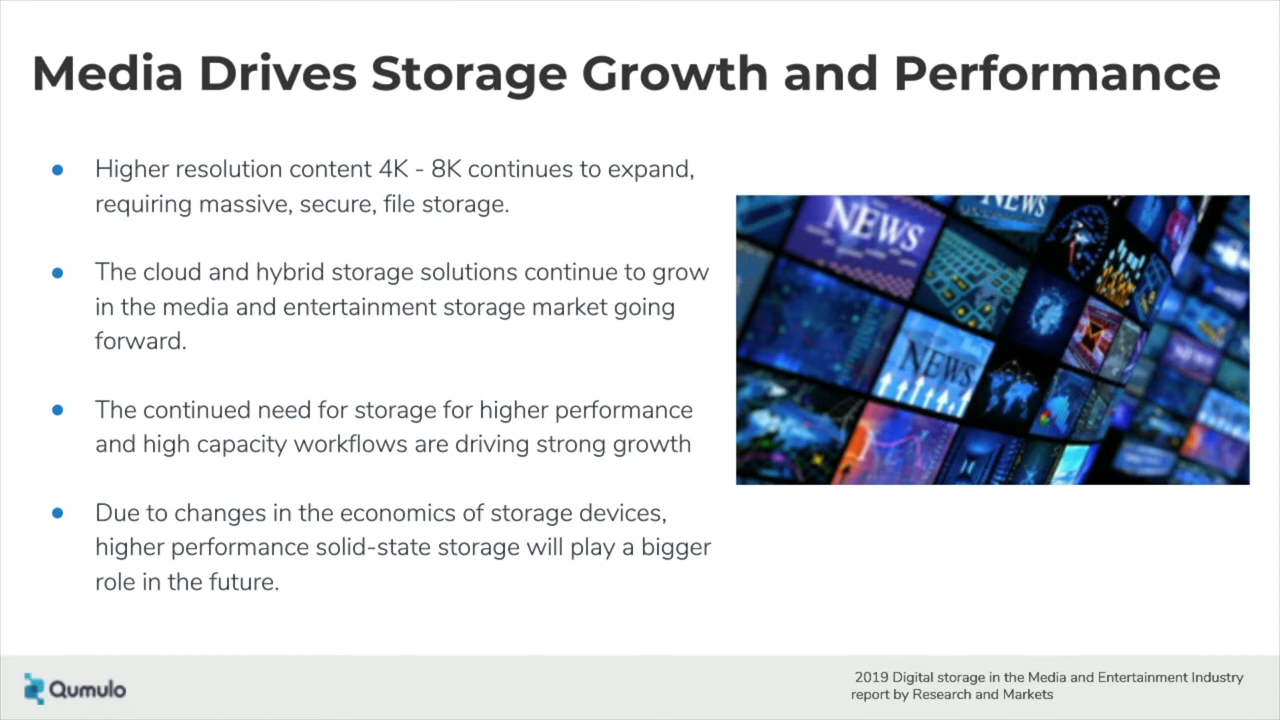 Media Drives Storage Growth and Performance
● Higher resolution content 4K - 8K continues to expand,
requiring massive, secure, file storage.
● The cloud and hybrid storage solutions continue to grow
in the media and entertainment storage market going
forward.
● The continued need for storage for higher performance
and high capacity workflows are driving strong growth
● Due to changes in the economics of storage devices,
higher performance solid-state storage will play a bigger
role in the future.
NEWS
NEWS
NEWS
NEWS
Qumulo
2019 Digital storage in the Media and Entertainment Industry
report by Research and Markets